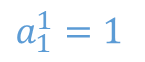 $a_1^1 = 1$